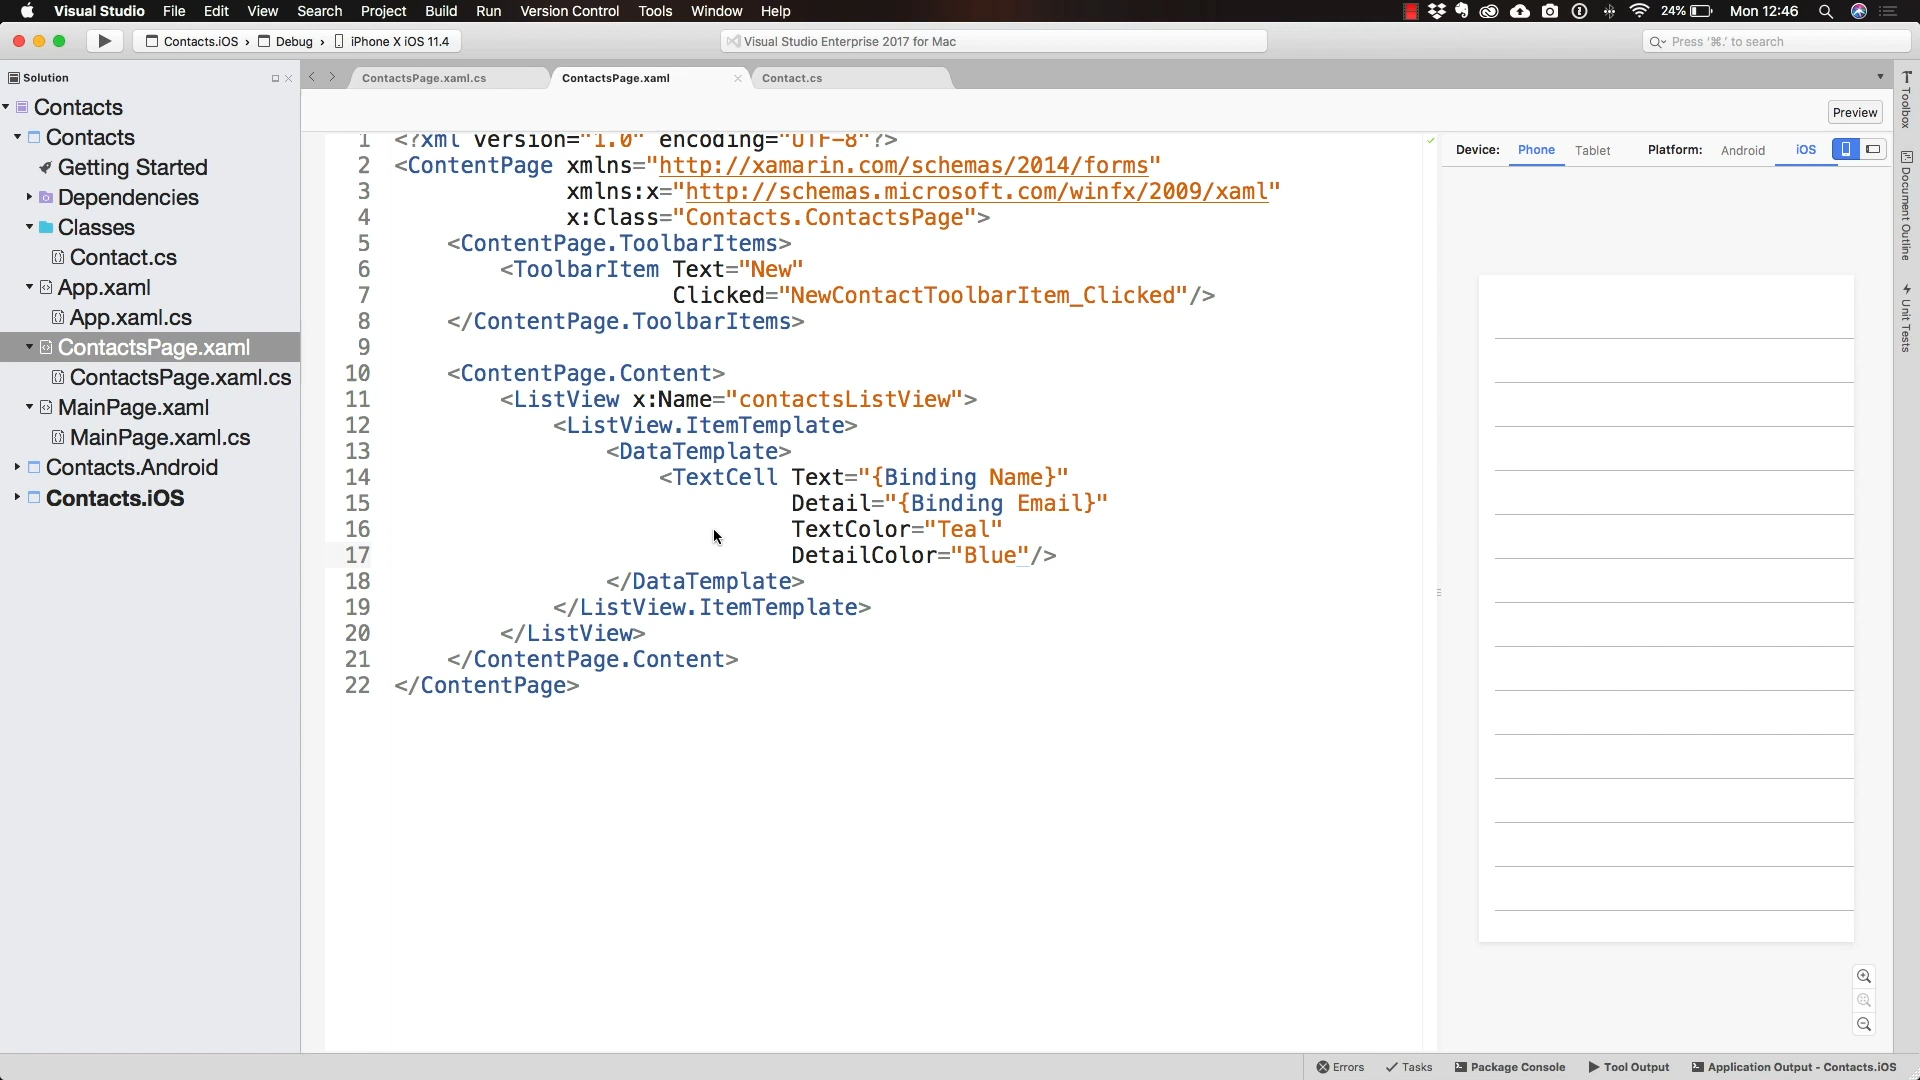 Visual Studio File Edit View Search Project Build Run Version Control Tools Window Help
24% Mon 12:46
Contacts.iOS › Debug › iPhone X iOS 11.4
Visual Studio Enterprise 2017 for Mac
Press '⌘.' to search
Solution
ContactsPage.xaml.cs
ContactsPage.xaml
Contact.cs
Contacts
Contacts
Getting Started
Dependencies
Classes
Contact.cs
App.xaml
App.xaml.cs
ContactsPage.xaml
ContactsPage.xaml.cs
MainPage.xaml
MainPage.xaml.cs
Contacts.Android
Contacts.iOS
Preview
1 <?xml version="1.0" encoding="UTF-8"?>
2 <ContentPage xmlns="http://xamarin.com/schemas/2014/forms"
3 xmlns:x="http://schemas.microsoft.com/winfx/2009/xaml"
4 x:Class="Contacts.ContactsPage">
5 <ContentPage.ToolbarItems>
6 <ToolbarItem Text="New"
7 Clicked="NewContactToolbarItem_Clicked"/>
8 </ContentPage.ToolbarItems>
9
10 <ContentPage.Content>
11 <ListView x:Name="contactsListView">
12 <ListView.ItemTemplate>
13 <DataTemplate>
14 <TextCell Text="{Binding Name}"
15 Detail="{Binding Email}"
16 TextColor="Teal"
17 DetailColor="Blue"/>
18 </DataTemplate>
19 </ListView.ItemTemplate>
20 </ListView>
21 </ContentPage.Content>
22 </ContentPage>
Device: Phone Tablet Platform: Android iOS
Toolbox
Document Outline
Unit Tests
Errors Tasks Package Console Tool Output Application Output - Contacts.iOS